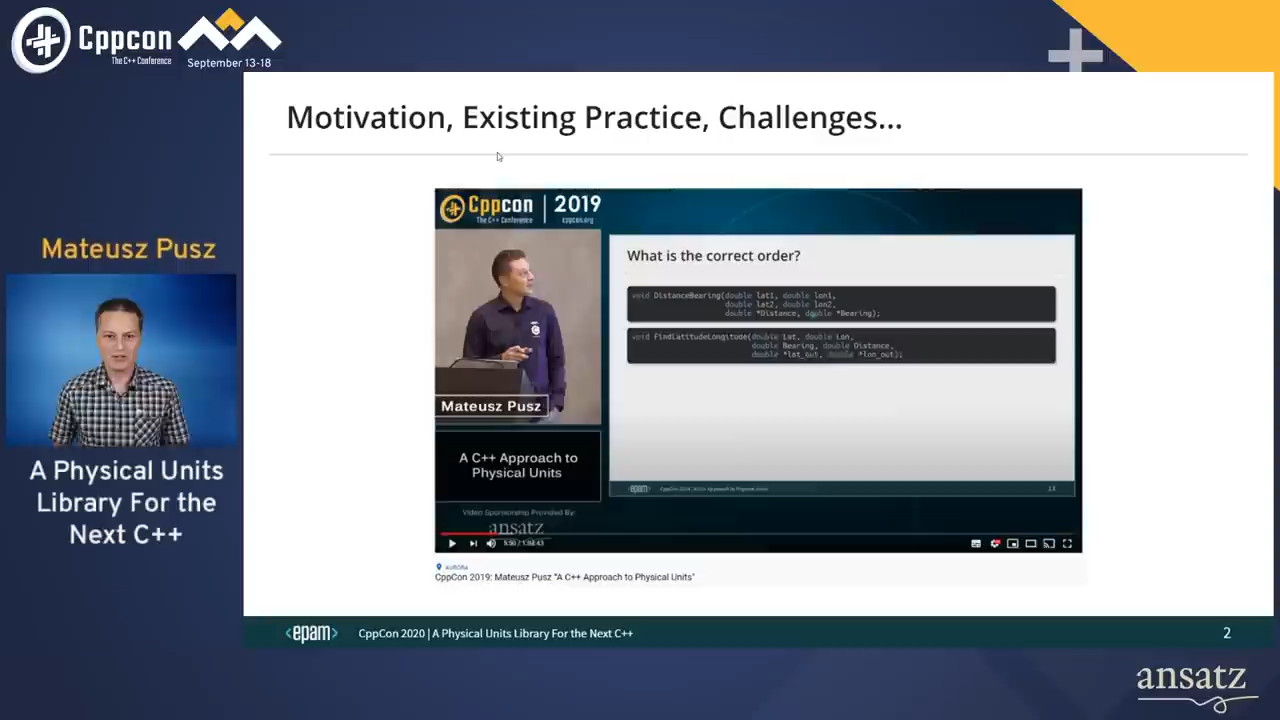 Cppcon
The C++ Conference
September 13-18
Motivation, Existing Practice, Challenges...
Mateusz Pusz
A Physical Units
Library For the
Next C++
Cppcon | 2019
The C++ Conference
cppcon.org
What is the correct order?
void DistanceBearing(double lat1, double lon1,
double lat2, double lon2,
double *Distance, double *Bearing);
void FindLatitudeLongitude(double Lat, double Lon,
double Bearing, double Distance,
double *lat_out, double *lon_out);
Mateusz Pusz
A C++ Approach to
Physical Units
<epam>
13
Video Sponsorship Provided By:
ansatz
AURORA
CppCon 2019: Mateusz Pusz "A C++ Approach to Physical Units"
<epam> CppCon 2020 | A Physical Units Library For the Next C++ 2
ansatz